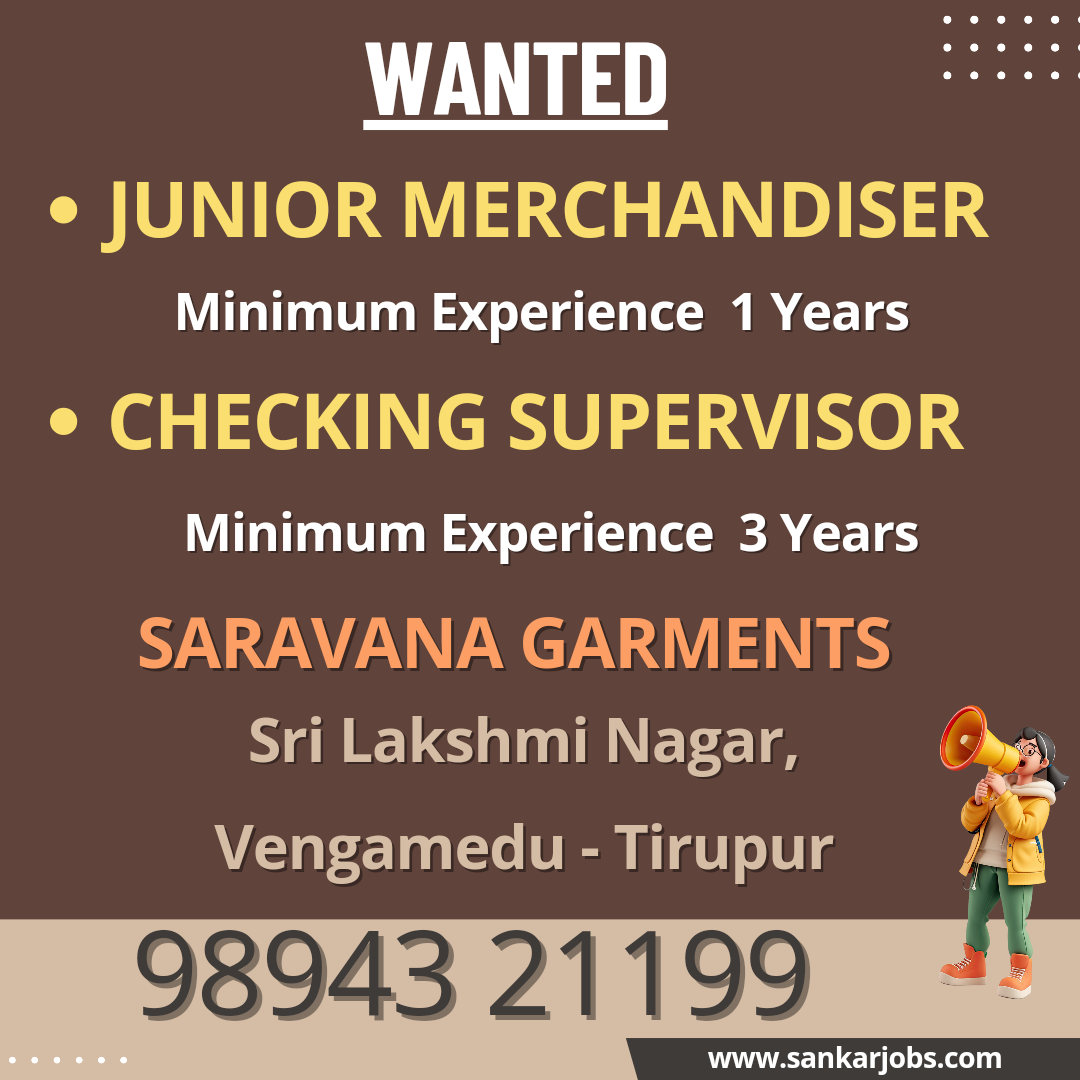 WANTED
• JUNIOR MERCHANDISER
Minimum Experience 1 Years
• CHECKING SUPERVISOR
Minimum Experience 3 Years
SARAVANA GARMENTS
Sri Lakshmi Nagar,
Vengamedu - Tirupur
98943 21199
www.sankarjobs.com